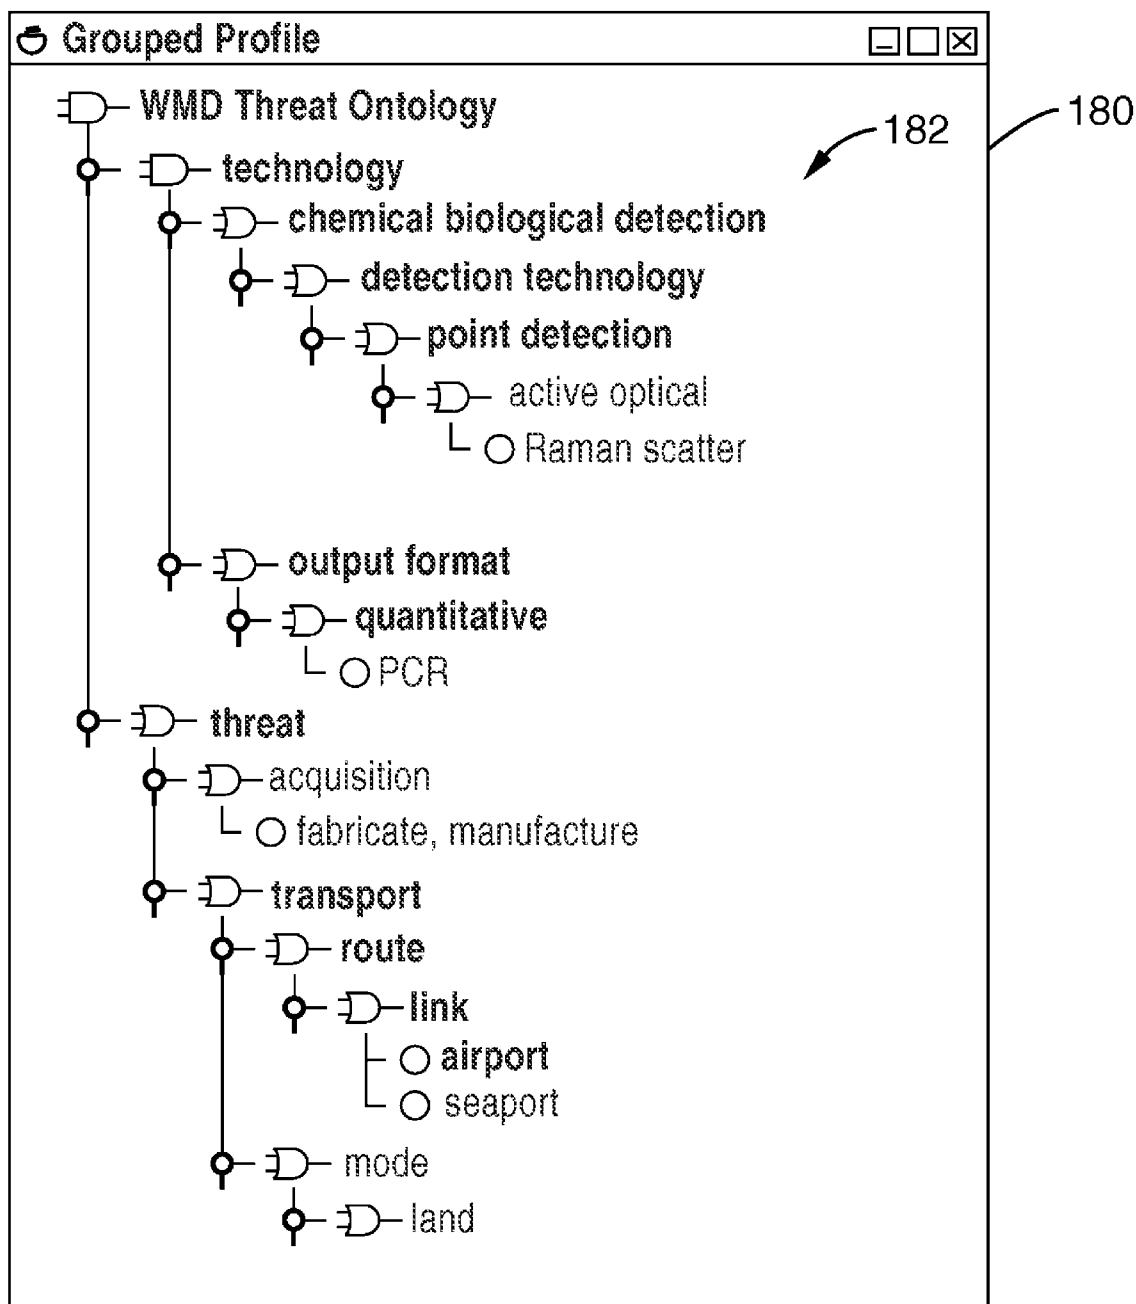 Grouped Profile
WMD Threat Ontology
180
182
technology
chemical biological detection
detection technology
point detection
active optical
Raman scatter
output format
quantitative
PCR
threat
acquisition
fabricate, manufacture
transport
route
link
airport
seaport
mode
land